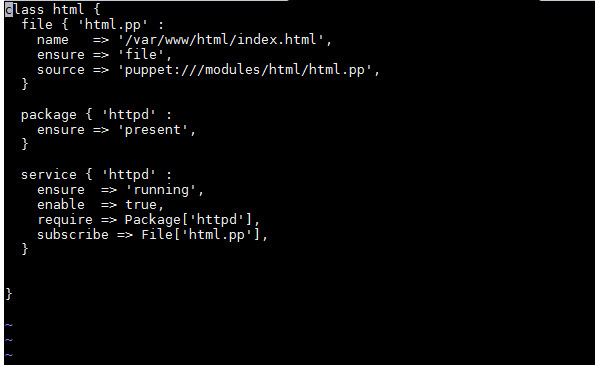 class html {
  file { 'html.pp' :
    name   => '/var/www/html/index.html',
    ensure => 'file',
    source => 'puppet:///modules/html/html.pp',
  }
  package { 'httpd' :
    ensure => 'present',
  }
  service { 'httpd' :
    ensure  => 'running',
    enable  => true,
    require => Package['httpd'],
    subscribe => File['html.pp'],
  }
}
~
~
~